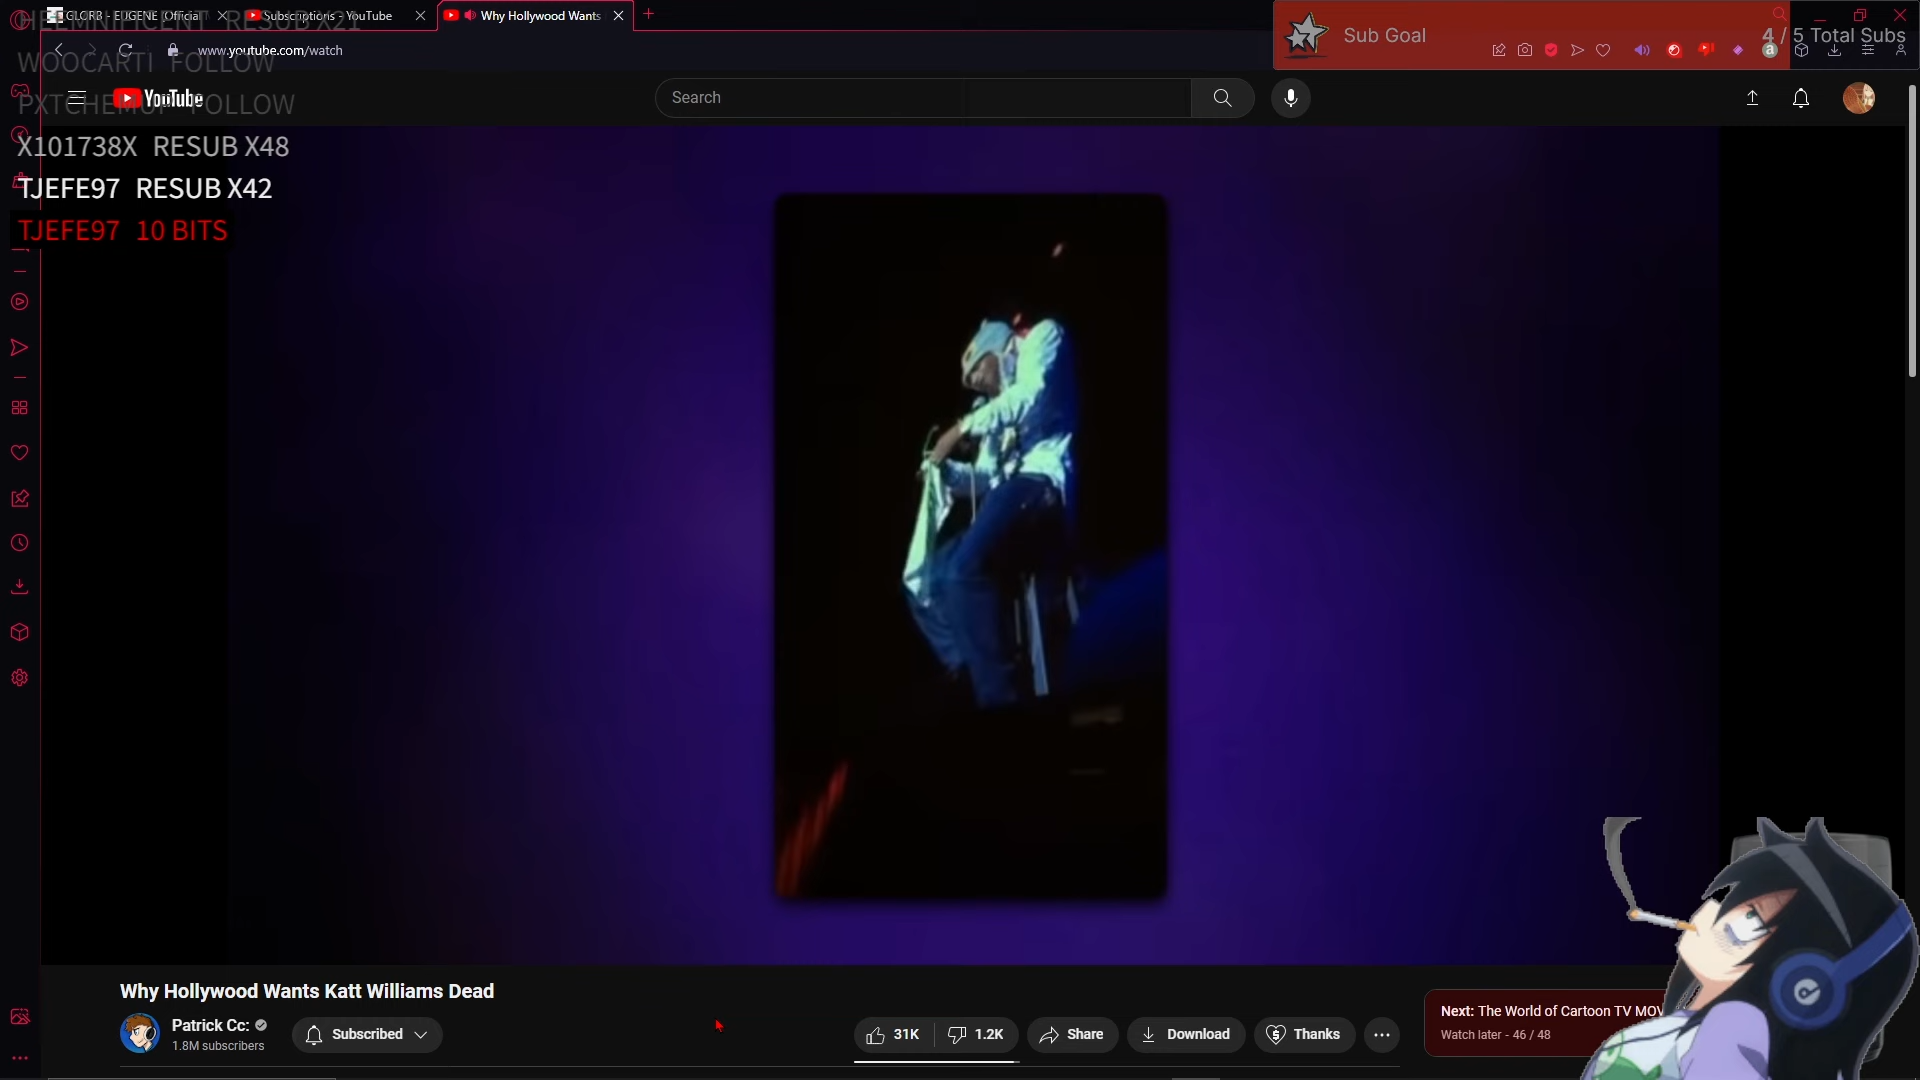 HEEMNIFICENT RESUB X21
GLORB - EUGENE (Official
Subscriptions - YouTube
Why Hollywood Wants
Sub Goal
4 / 5 Total Subs
www.youtube.com/watch
WOOCARTI FOLLOW
YouTube
Search
FOLLOW
X101738X RESUB X48
TJEFE97 RESUB X42
TJEFE97 10 BITS
Why Hollywood Wants Katt Williams Dead
Patrick Cc:
1.8M subscribers
Subscribed
31K
1.2K
Share
Download
Thanks
Next: The World of Cartoon TV MOV
Watch later - 46 / 48